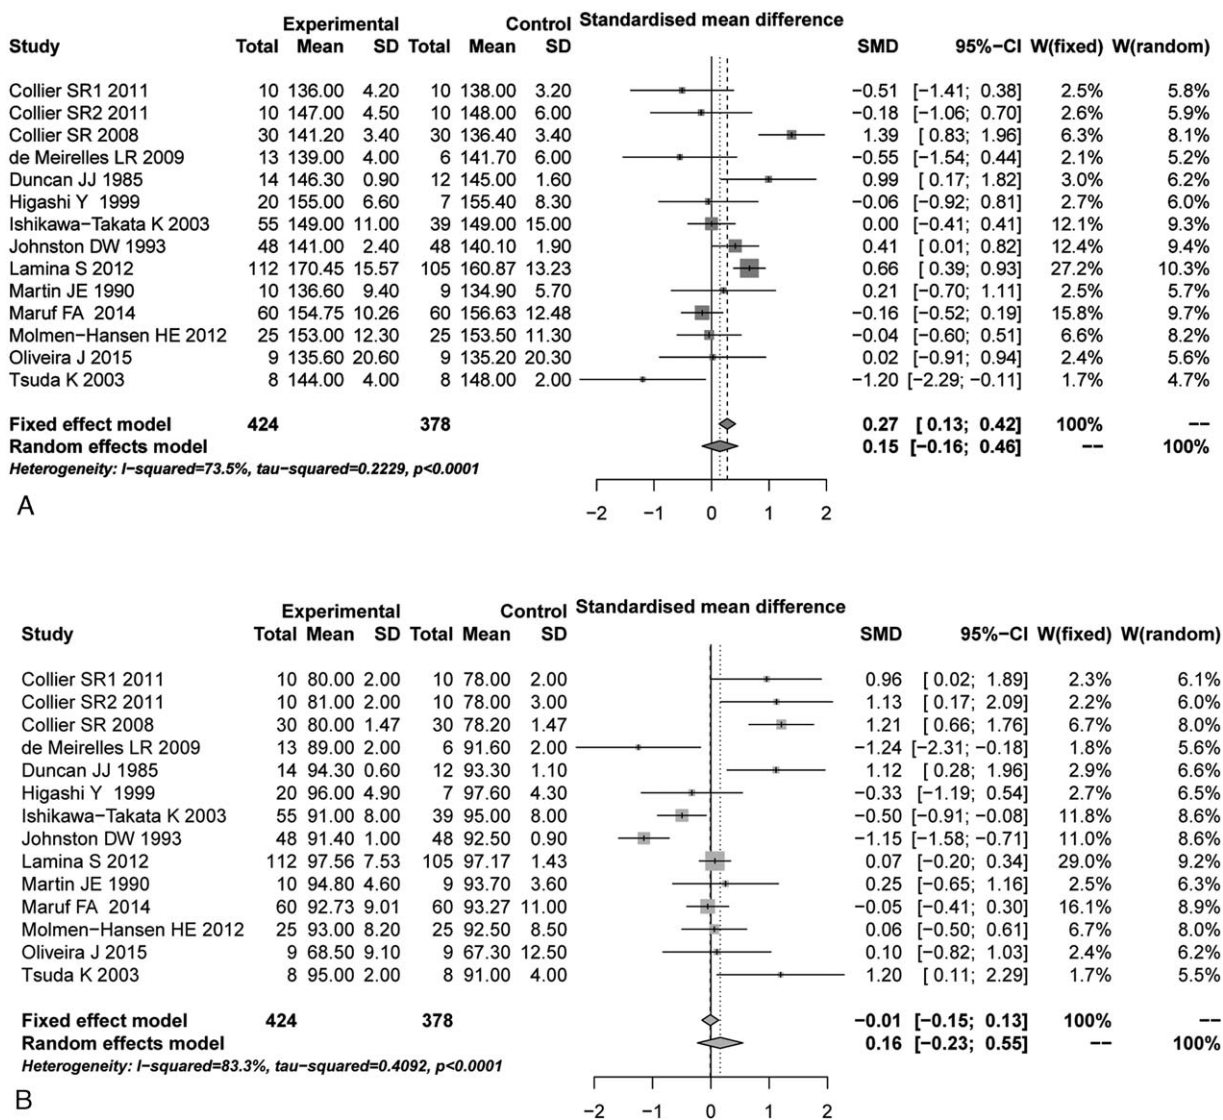 Experimental Control Standardised mean difference
Study Total Mean SD Total Mean SD SMD 95%−CI W(fixed) W(random)
Collier SR1 2011 10 136.00 4.20 10 138.00 3.20 −0.51 [−1.41; 0.38] 2.5% 5.8%
Collier SR2 2011 10 147.00 4.50 10 148.00 6.00 −0.18 [−1.06; 0.70] 2.6% 5.9%
Collier SR 2008 30 141.20 3.40 30 136.40 3.40 1.39 [ 0.83; 1.96] 6.3% 8.1%
de Meirelles LR 2009 13 139.00 4.00 6 141.70 6.00 −0.55 [−1.54; 0.44] 2.1% 5.2%
Duncan JJ 1985 14 146.30 0.90 12 145.00 1.60 0.99 [ 0.17; 1.82] 3.0% 6.2%
Higashi Y 1999 20 155.00 6.60 7 155.40 8.30 −0.06 [−0.92; 0.81] 2.7% 6.0%
Ishikawa−Takata K 2003 55 149.00 11.00 39 149.00 15.00 0.00 [−0.41; 0.41] 12.1% 9.3%
Johnston DW 1993 48 141.00 2.40 48 140.10 1.90 0.41 [ 0.01; 0.82] 12.4% 9.4%
Lamina S 2012 112 170.45 15.57 105 160.87 13.23 0.66 [ 0.39; 0.93] 27.2% 10.3%
Martin JE 1990 10 136.60 9.40 9 134.90 5.70 0.21 [−0.70; 1.11] 2.5% 5.7%
Maruf FA 2014 60 154.75 10.26 60 156.63 12.48 −0.16 [−0.52; 0.19] 15.8% 9.7%
Molmen−Hansen HE 2012 25 153.00 12.30 25 153.50 11.30 −0.04 [−0.60; 0.51] 6.6% 8.2%
Oliveira J 2015 9 135.60 20.60 9 135.20 20.30 0.02 [−0.91; 0.94] 2.4% 5.6%
Tsuda K 2003 8 144.00 4.00 8 148.00 2.00 −1.20 [−2.29; −0.11] 1.7% 4.7%
Fixed effect model 424 378 0.27 [ 0.13; 0.42] 100% −−
Random effects model 0.15 [−0.16; 0.46] −− 100%
Heterogeneity: I−squared=73.5%, tau−squared=0.2229, p<0.0001
−2 −1 0 1 2
A
Experimental Control Standardised mean difference
Study Total Mean SD Total Mean SD SMD 95%−CI W(fixed) W(random)
Collier SR1 2011 10 80.00 2.00 10 78.00 2.00 0.96 [ 0.02; 1.89] 2.3% 6.1%
Collier SR2 2011 10 81.00 2.00 10 78.00 3.00 1.13 [ 0.17; 2.09] 2.2% 6.0%
Collier SR 2008 30 80.00 1.47 30 78.20 1.47 1.21 [ 0.66; 1.76] 6.7% 8.0%
de Meirelles LR 2009 13 89.00 2.00 6 91.60 2.00 −1.24 [−2.31; −0.18] 1.8% 5.6%
Duncan JJ 1985 14 94.30 0.60 12 93.30 1.10 1.12 [ 0.28; 1.96] 2.9% 6.6%
Higashi Y 1999 20 96.00 4.90 7 97.60 4.30 −0.33 [−1.19; 0.54] 2.7% 6.5%
Ishikawa−Takata K 2003 55 91.00 8.00 39 95.00 8.00 −0.50 [−0.91; −0.08] 11.8% 8.6%
Johnston DW 1993 48 91.40 1.00 48 92.50 0.90 −1.15 [−1.58; −0.71] 11.0% 8.6%
Lamina S 2012 112 97.56 7.53 105 97.17 1.43 0.07 [−0.20; 0.34] 29.0% 9.2%
Martin JE 1990 10 94.80 4.60 9 93.70 3.60 0.25 [−0.65; 1.16] 2.5% 6.3%
Maruf FA 2014 60 92.73 9.01 60 93.27 11.00 −0.05 [−0.41; 0.30] 16.1% 8.9%
Molmen−Hansen HE 2012 25 93.00 8.20 25 92.50 8.50 0.06 [−0.50; 0.61] 6.7% 8.0%
Oliveira J 2015 9 68.50 9.10 9 67.30 12.50 0.10 [−0.82; 1.03] 2.4% 6.2%
Tsuda K 2003 8 95.00 2.00 8 91.00 4.00 1.20 [ 0.11; 2.29] 1.7% 5.5%
Fixed effect model 424 378 −0.01 [−0.15; 0.13] 100% −−
Random effects model 0.16 [−0.23; 0.55] −− 100%
Heterogeneity: I−squared=83.3%, tau−squared=0.4092, p<0.0001
−2 −1 0 1 2
B